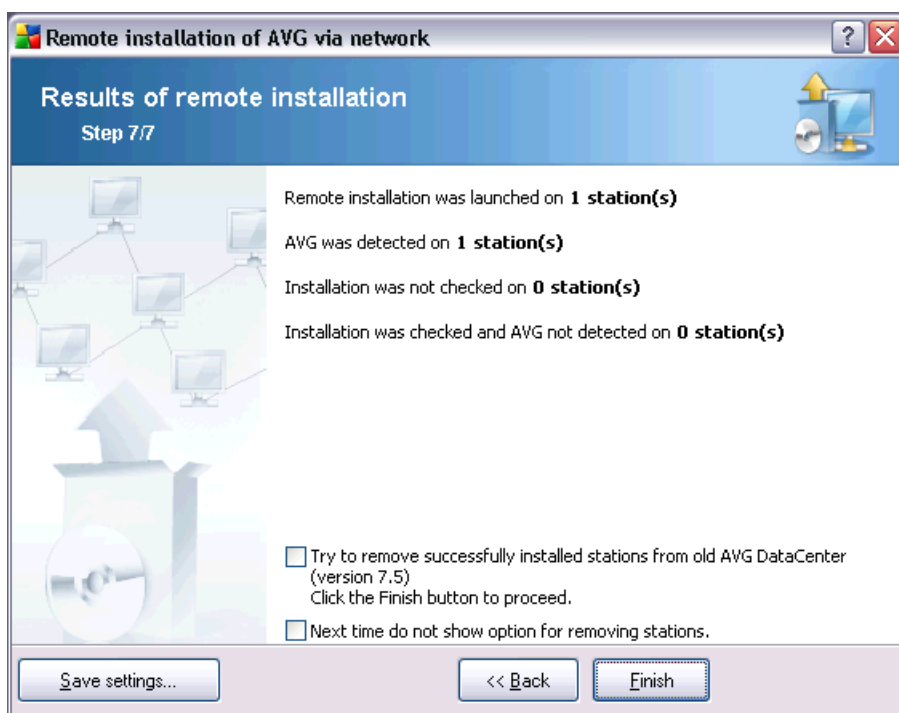 Remote installation of AVG via network
?
Results of remote installation
Step 7/7
Remote installation was launched on 1 station(s)
AVG was detected on 1 station(s)
Installation was not checked on 0 station(s)
Installation was checked and AVG not detected on 0 station(s)
Try to remove successfully installed stations from old AVG DataCenter
(version 7.5)
Click the Finish button to proceed.
Next time do not show option for removing stations.
Save settings...
<< Back
Finish